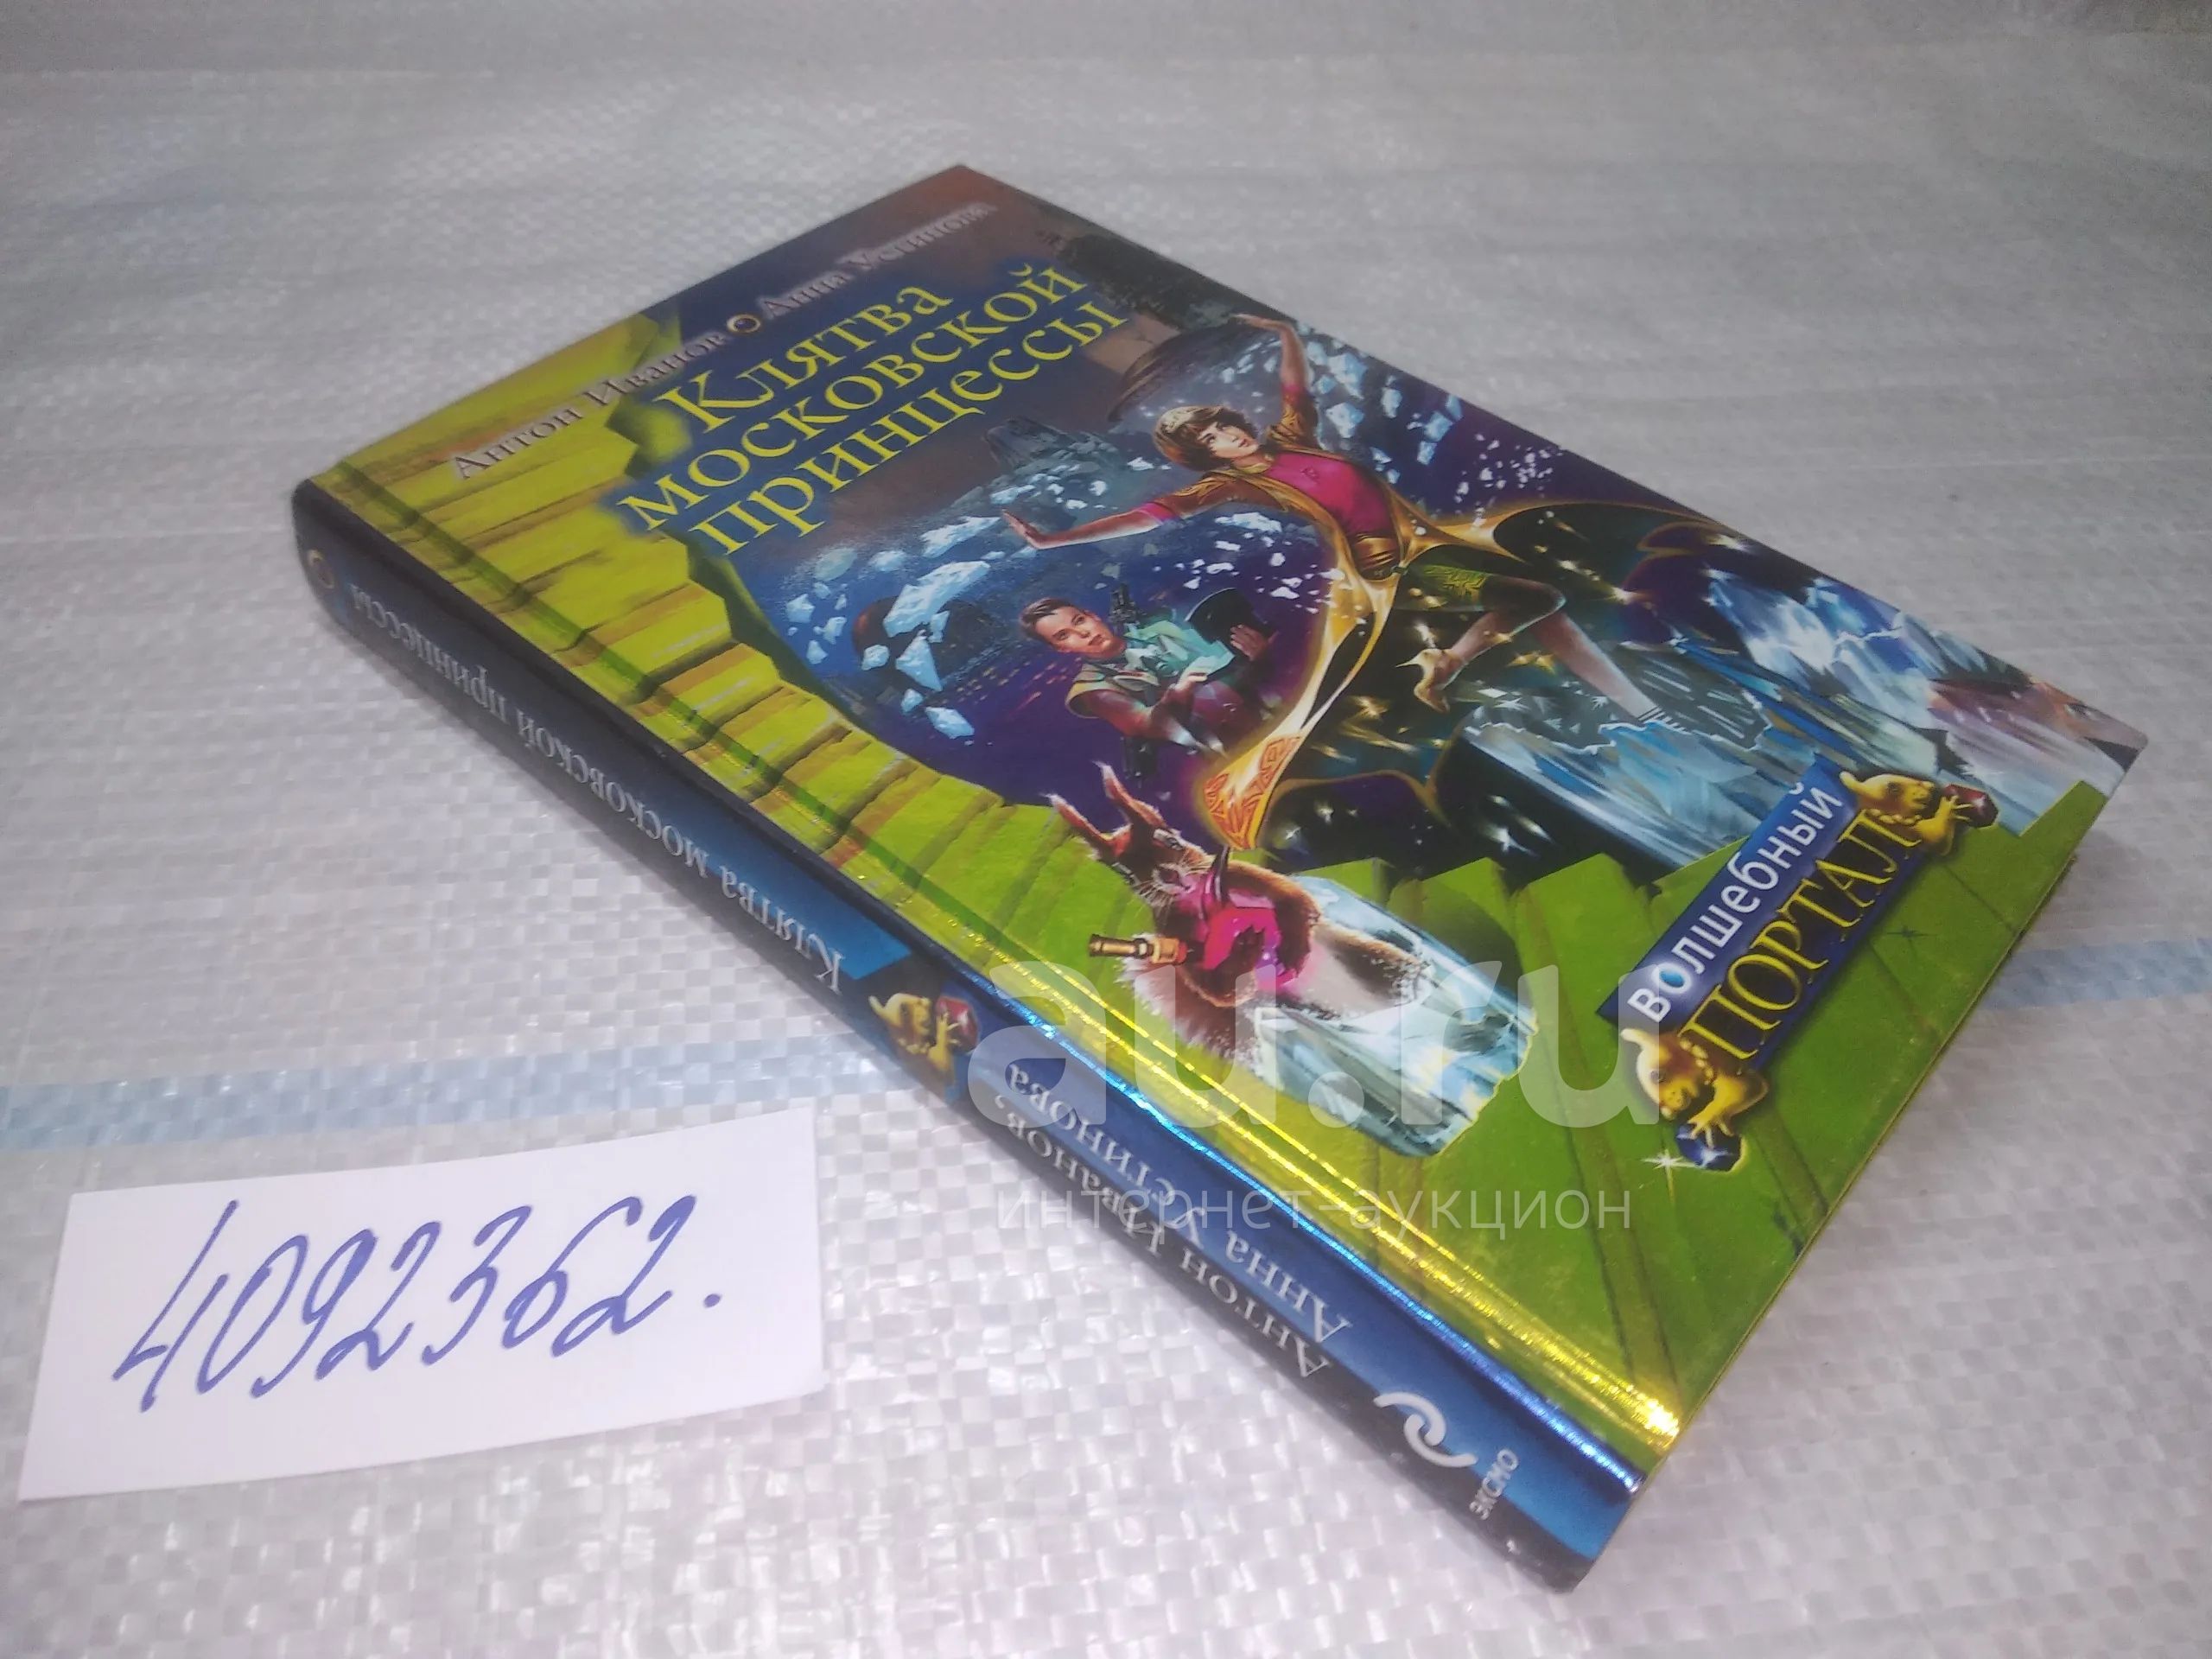 Антон Иванов Анна Устинова
Клятва
московской
принцессы
волшебный
ПОРТАЛ
Клятва московской принцессы
Антон Иванов,
Анна Устинова
эксмо
au.ru
интернет-аукцион
4092362.